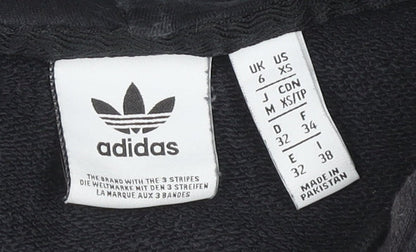 adidas
THE BRAND WITH THE 3 STRIPES
DIE WELTMARKE MIT DEN 3 STREIFEN
LA MARQUE AUX 3 BANDES
UK US
6 XS
J CDN
M XS/TP
D F
32 34
E I
32 38
MADE IN
PAKISTAN